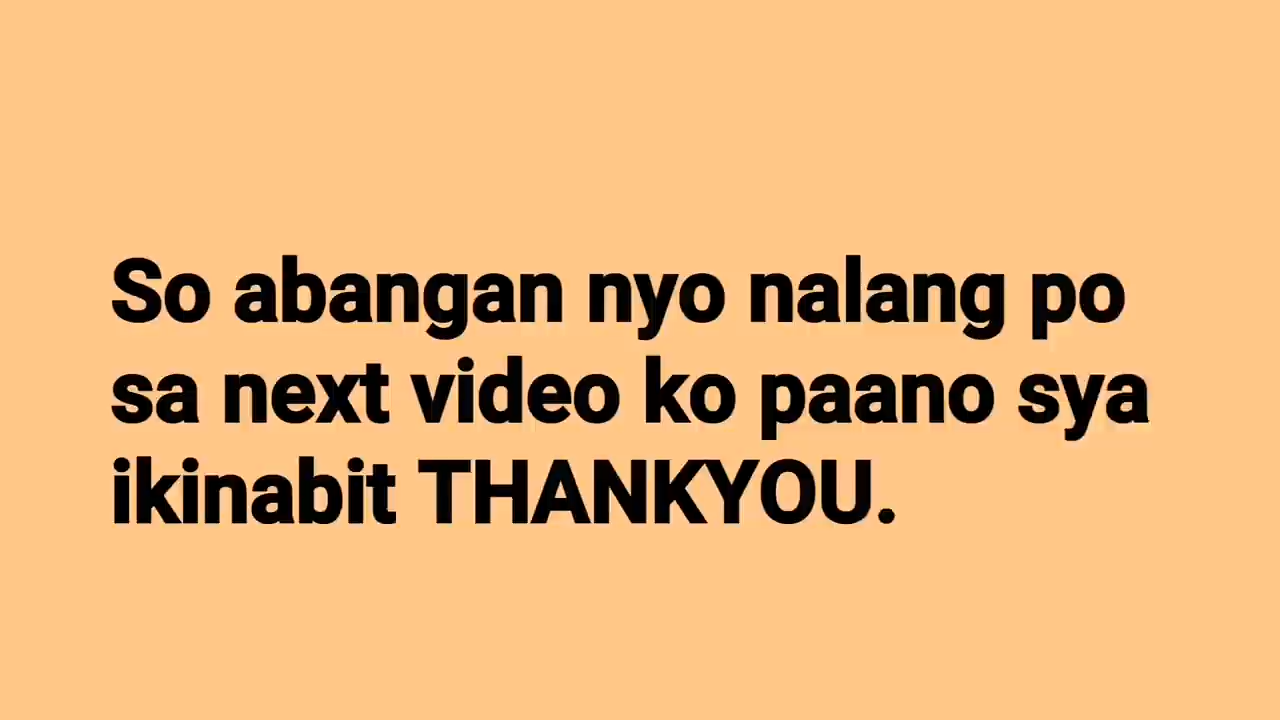 So abangan nyo nalang po
sa next video ko paano sya
ikinabit THANKYOU.